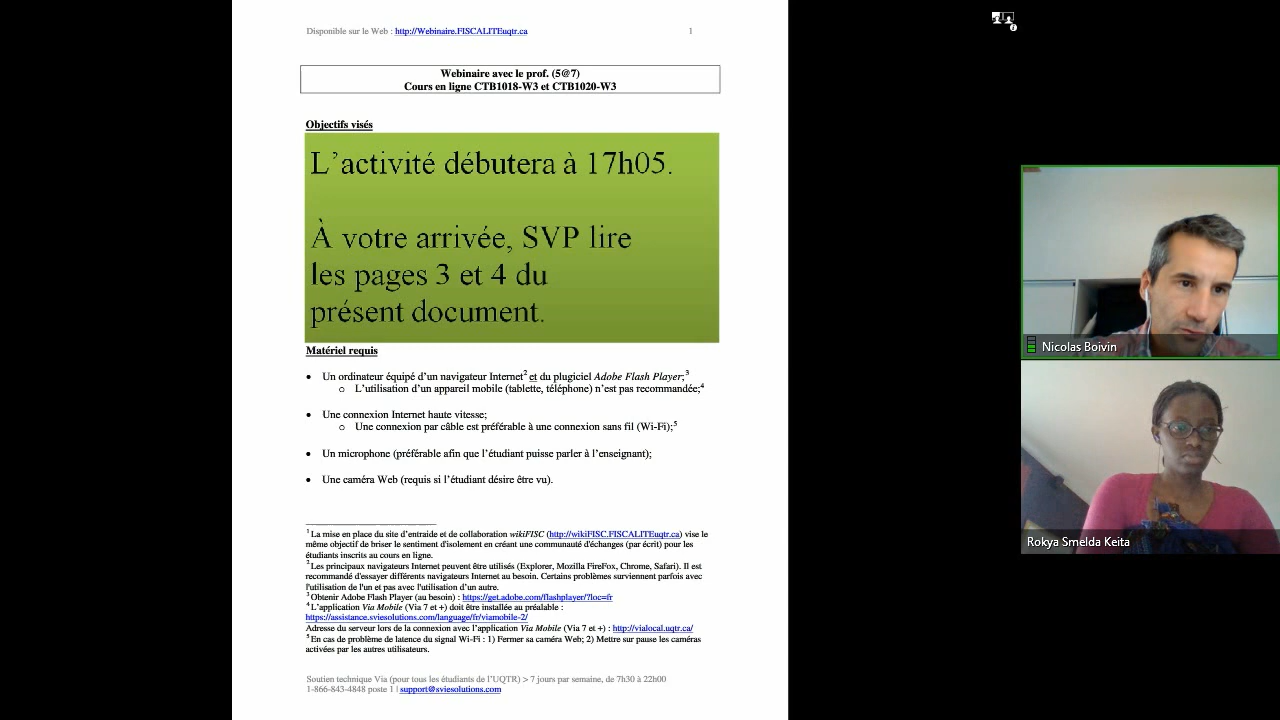 Disponible sur le Web : http://Webinaire.FISCALITEuqtr.ca 1
Webinaire avec le prof. (5@7)
Cours en ligne CTB1018-W3 et CTB1020-W3
Objectifs visés
L’activité débutera à 17h05.
À votre arrivée, SVP lire
les pages 3 et 4 du
présent document.
Matériel requis
• Un ordinateur équipé d’un navigateur Internet² et du plugiciel Adobe Flash Player;³
o L’utilisation d’un appareil mobile (tablette, téléphone) n’est pas recommandée;⁴
• Une connexion Internet haute vitesse;
o Une connexion par câble est préférable à une connexion sans fil (Wi-Fi);⁵
• Un microphone (préférable afin que l’étudiant puisse parler à l’enseignant);
• Une caméra Web (requis si l’étudiant désire être vu).
¹ La mise en place du site d’entraide et de collaboration wikiFISC (http://wikiFISC.FISCALITEuqtr.ca) vise le
même objectif de briser le sentiment d'isolement en créant une communauté d'échanges (par écrit) pour les
étudiants inscrits au cours en ligne.
² Les principaux navigateurs Internet peuvent être utilisés (Explorer, Mozilla FireFox, Chrome, Safari). Il est
recommandé d'essayer différents navigateurs Internet au besoin. Certains problèmes surviennent parfois avec
l'utilisation de l'un et pas avec l'utilisation d'un autre.
³ Obtenir Adobe Flash Player (au besoin) : https://get.adobe.com/flashplayer/?loc=fr
⁴ L’application Via Mobile (Via 7 et +) doit être installée au préalable :
https://assistance.sviesolutions.com/language/fr/viamobile-2/
Adresse du serveur lors de la connexion avec l’application Via Mobile (Via 7 et +) : http://vialocal.uqtr.ca/
⁵ En cas de problème de latence du signal Wi-Fi : 1) Fermer sa caméra Web; 2) Mettre sur pause les caméras
activées par les autres utilisateurs.
Soutien technique Via (pour tous les étudiants de l’UQTR) > 7 jours par semaine, de 7h30 à 22h00
1-866-843-4848 poste 1 | support@sviesolutions.com
Nicolas Boivin
Rokya Smelda Keita